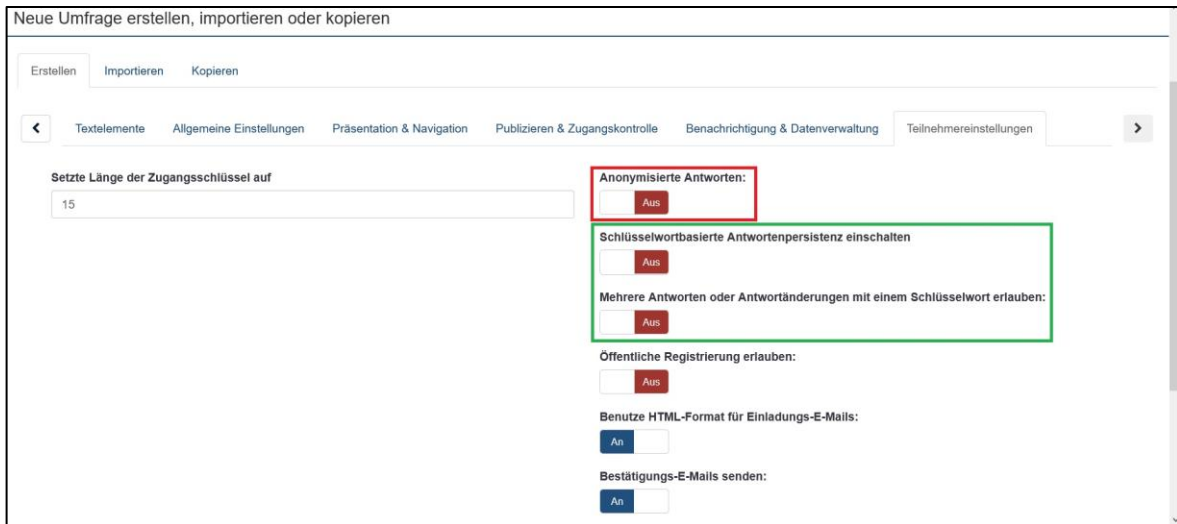 Neue Umfrage erstellen, importieren oder kopieren
Erstellen Importieren Kopieren
Textelemente Allgemeine Einstellungen Präsentation & Navigation Publizieren & Zugangskontrolle Benachrichtigung & Datenverwaltung Teilnehmereinstellungen
Setzte Länge der Zugangsschlüssel auf
15
Anonymisierte Antworten:
Aus
Schlüsselwortbasierte Antwortenpersistenz einschalten
Aus
Mehrere Antworten oder Antwortänderungen mit einem Schlüsselwort erlauben:
Aus
Öffentliche Registrierung erlauben:
Aus
Benutze HTML-Format für Einladungs-E-Mails:
An
Bestätigungs-E-Mails senden:
An